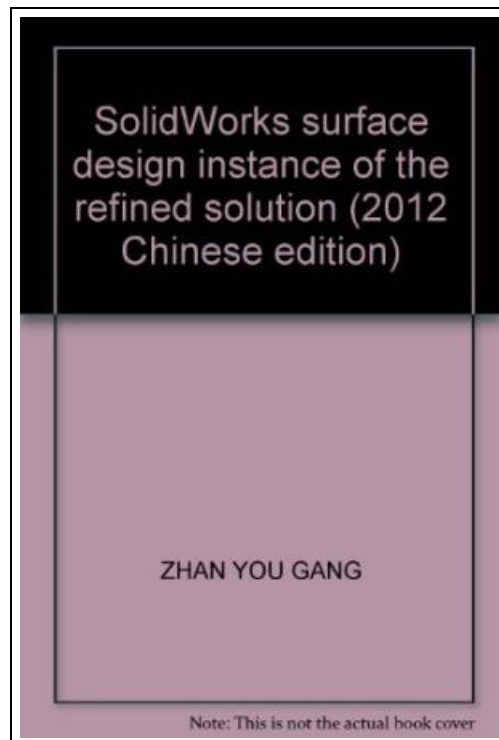 SolidWorks surface
design instance of the
refined solution (2012
Chinese edition)
ZHAN YOU GANG
Note: This is not the actual book cover